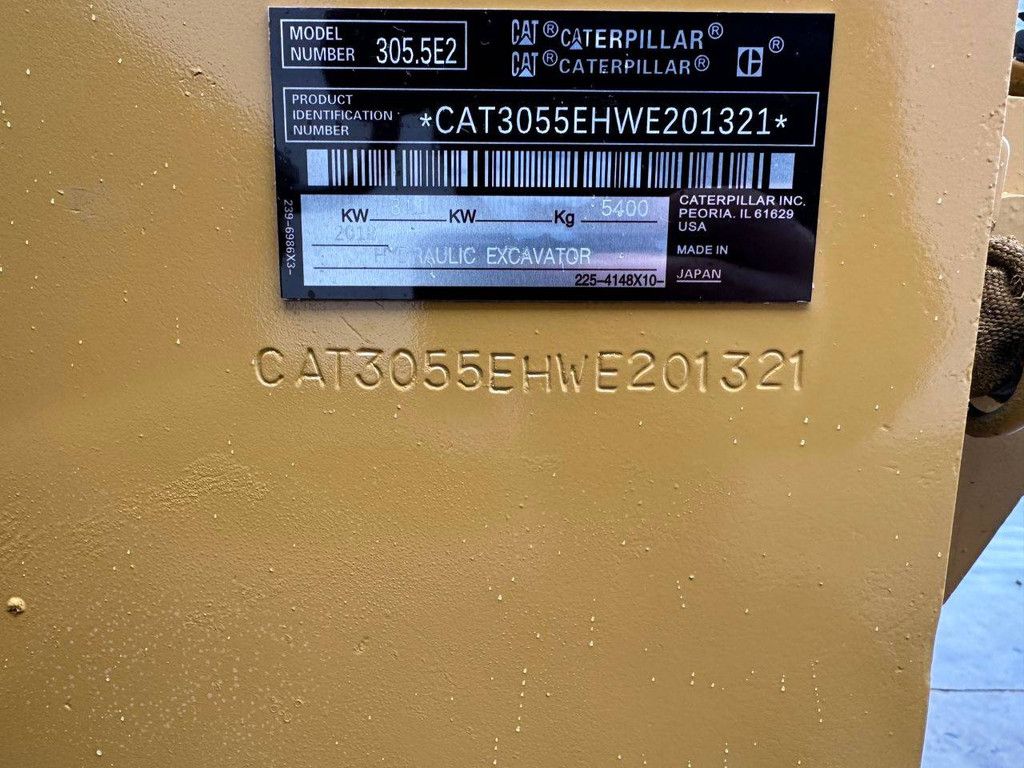 MODEL NUMBER 305.5E2
CAT® CATERPILLAR®
CAT® CATERPILLAR®
PRODUCT IDENTIFICATION NUMBER *CAT3055EHWE201321*
KW KW Kg 5400
HYDRAULIC EXCAVATOR
225-4148X10-
239-6986X3-
CATERPILLAR INC.
PEORIA. IL 61629
USA
MADE IN
JAPAN
CAT3055EHWE201321